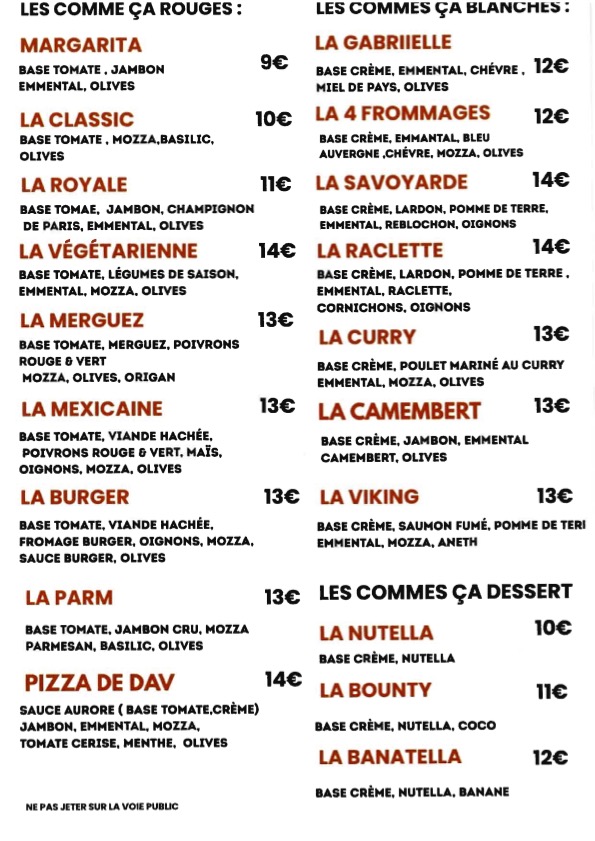 LES COMME ÇA ROUGES :
MARGARITA
9€
BASE TOMATE , JAMBON
EMMENTAL, OLIVES
LA CLASSIC
10€
BASE TOMATE , MOZZA,BASILIC,
OLIVES
LA ROYALE
11€
BASE TOMAE, JAMBON, CHAMPIGNON
DE PARIS, EMMENTAL, OLIVES
LA VÉGÉTARIENNE
14€
BASE TOMATE, LÉGUMES DE SAISON,
EMMENTAL, MOZZA, OLIVES
LA MERGUEZ
13€
BASE TOMATE, MERGUEZ, POIVRONS
ROUGE & VERT
MOZZA, OLIVES, ORIGAN
LA MEXICAINE
13€
BASE TOMATE, VIANDE HACHÉE,
POIVRONS ROUGE & VERT, MAÏS,
OIGNONS, MOZZA, OLIVES
LA BURGER
13€
BASE TOMATE, VIANDE HACHÉE,
FROMAGE BURGER, OIGNONS, MOZZA,
SAUCE BURGER, OLIVES
LA PARM
13€
BASE TOMATE, JAMBON CRU, MOZZA
PARMESAN, BASILIC, OLIVES
PIZZA DE DAV
14€
SAUCE AURORE ( BASE TOMATE,CRÈME)
JAMBON, EMMENTAL, MOZZA,
TOMATE CERISE, MENTHE, OLIVES
NE PAS JETER SUR LA VOIE PUBLIC
LES COMMES ÇA BLANCHES :
LA GABRIIELLE
12€
BASE CRÈME, EMMENTAL, CHÉVRE ,
MIEL DE PAYS, OLIVES
LA 4 FROMMAGES
12€
BASE CRÈME, EMMANTAL, BLEU
AUVERGNE ,CHÉVRE, MOZZA, OLIVES
LA SAVOYARDE
14€
BASE CRÈME, LARDON, POMME DE TERRE,
EMMENTAL, REBLOCHON, OIGNONS
LA RACLETTE
14€
BASE CRÈME, LARDON, POMME DE TERRE ,
EMMENTAL, RACLETTE,
CORNICHONS, OIGNONS
LA CURRY
13€
BASE CRÈME, POULET MARINÉ AU CURRY
EMMENTAL, MOZZA, OLIVES
LA CAMEMBERT
13€
BASE CRÈME, JAMBON, EMMENTAL
CAMEMBERT, OLIVES
LA VIKING
13€
BASE CRÈME, SAUMON FUMÉ, POMME DE TERI
EMMENTAL, MOZZA, ANETH
LES COMMES ÇA DESSERT
LA NUTELLA
10€
BASE CRÈME, NUTELLA
LA BOUNTY
11€
BASE CRÈME, NUTELLA, COCO
LA BANATELLA
12€
BASE CRÈME, NUTELLA, BANANE